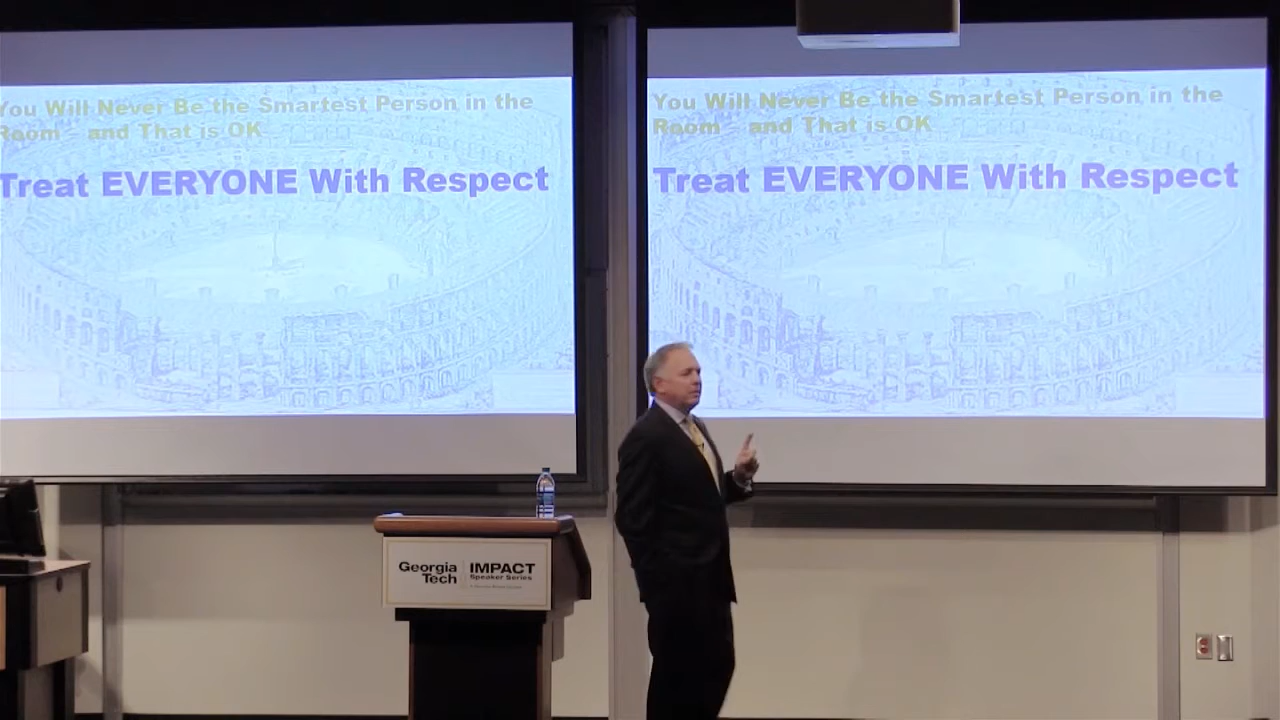 You Will Never Be the Smartest Person in the
Room – and That is OK
Treat EVERYONE With Respect
You Will Never Be the Smartest Person in the
Room – and That is OK
Treat EVERYONE With Respect
Georgia Tech
IMPACT
Speaker Series